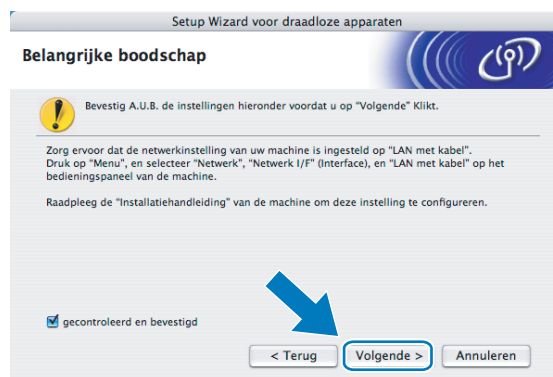 Setup Wizard voor draadloze apparaten
Belangrijke boodschap
Bevestig A.U.B. de instellingen hieronder voordat u op "Volgende" Klikt.
Zorg ervoor dat de netwerkinstelling van uw machine is ingesteld op "LAN met kabel".
Druk op "Menu", en selecteer "Netwerk", "Netwerk I/F" (Interface), en "LAN met kabel" op het
bedieningspaneel van de machine.
Raadpleeg de "Installatiehandleiding" van de machine om deze instelling te configureren.
gecontroleerd en bevestigd
< Terug
Volgende >
Annuleren